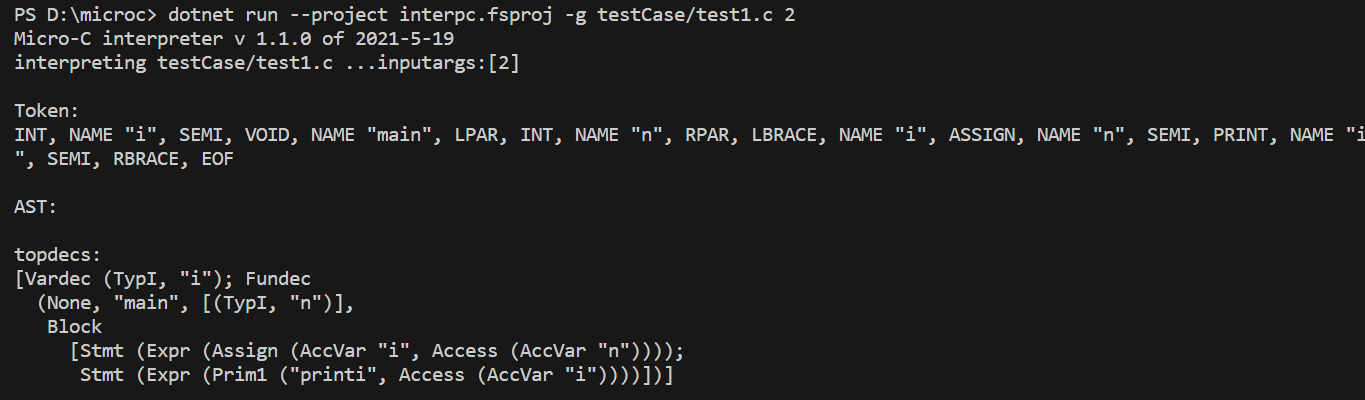 PS D:\microc> dotnet run --project interpc.fsproj -g testCase/test1.c 2
Micro-C interpreter v 1.1.0 of 2021-5-19
interpreting testCase/test1.c ...inputargs:[2]

Token:
INT, NAME "i", SEMI, VOID, NAME "main", LPAR, INT, NAME "n", RPAR, LBRACE, NAME "i", ASSIGN, NAME "n", SEMI, PRINT, NAME "i
", SEMI, RBRACE, EOF

AST:

topdecs:
[Vardec (TypI, "i"); Fundec
  (None, "main", [(TypI, "n")],
   Block
     [Stmt (Expr (Assign (AccVar "i", Access (AccVar "n"))));
      Stmt (Expr (Prim1 ("printi", Access (AccVar "i"))))])]